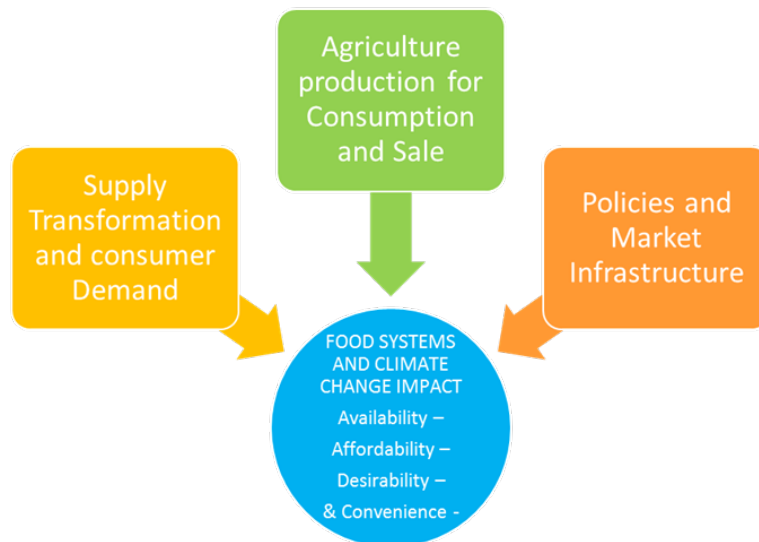 Agriculture
production for
Consumption
and Sale
Supply
Transformation
and consumer
Demand
Policies and
Market
Infrastructure
FOOD SYSTEMS
AND CLIMATE
CHANGE IMPACT
Availability –
Affordability –
Desirability –
& Convenience -